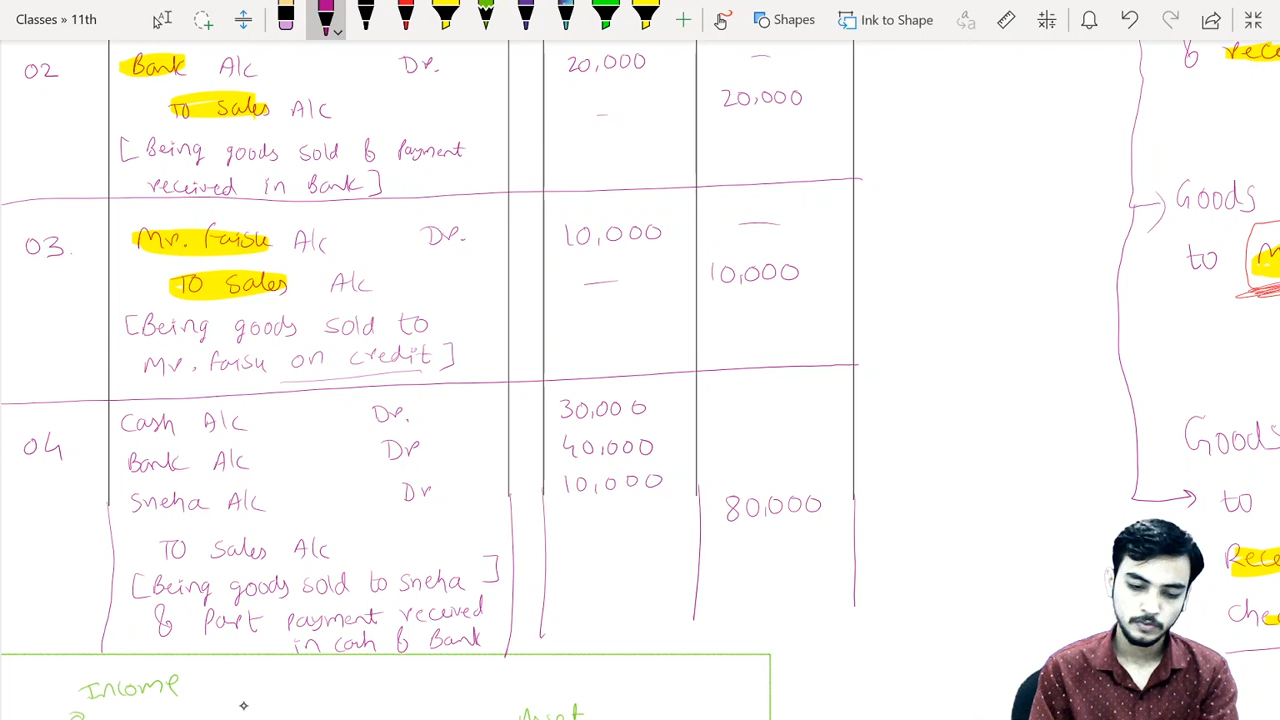 Classes » 11th
Shapes
Ink to Shape
02 Bank A/c Dr. 20,000 —
To Sales A/c — 20,000
[Being goods sold & Payment
received in Bank]
03. Mr. Faisu A/c Dr. 10,000 —
To Sales A/c — 10,000
[Being goods sold to
Mr. Faisu on credit]
04 Cash A/c Dr. 30,000
Bank A/c Dr 40,000
Sneha A/c Dr 10,000
80,000
To Sales A/c
[Being goods sold to Sneha]
& Part payment received
in cash & Bank
Income
Asset
&
Goods
to
Goods
to